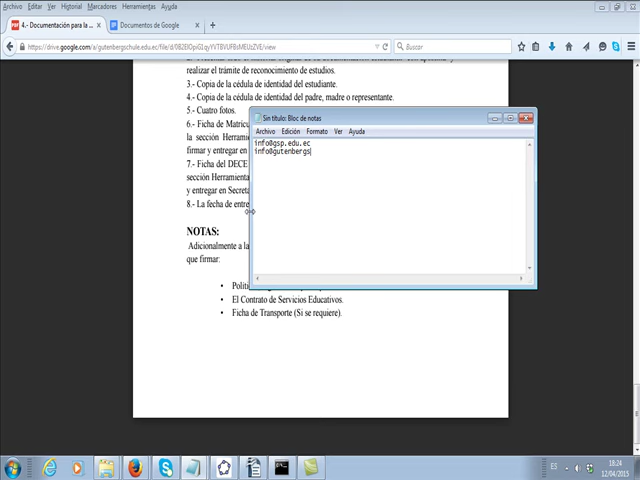 Archivo Editar Ver Historial Marcadores Herramientas Ayuda
4.- Documentación para la ... × Documentos de Google × +
https://drive.google.com/a/gutenbergschule.edu.ec/file/d/
/view
Buscar
realizar el trámite de reconocimiento de estudios.
3.- Copia de la cédula de identidad del estudiante.
4.- Copia de la cédula de identidad del padre, madre o representante.
5.- Cuatro fotos.
6.- Ficha de Matrícu
la sección Herrami
firmar y entregar en
7.- Ficha del DECE
sección Herramienta
y entregar en Secreta
8.- La fecha de entre
NOTAS:
Adicionalmente a la
que firmar:
• Polít
• El Contrato de Servicios Educativos.
• Ficha de Transporte (Si se requiere).
Sin título: Bloc de notas
Archivo Edición Formato Ver Ayuda
info@gsp.edu.ec
info@gutenbergs
ES
18:24
12/04/2015